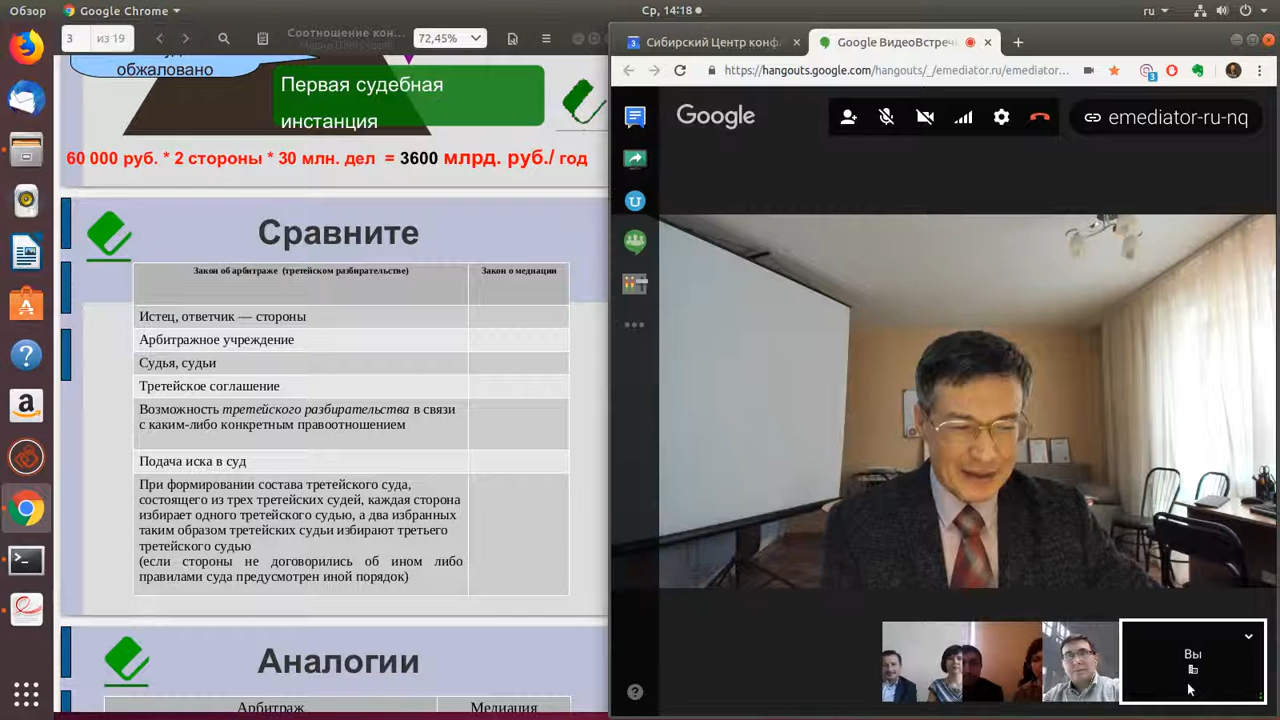 Обзор
Google Chrome
Ср, 14:18
ru
3
из 19
Соотношение кон...
72,45%
обжаловано
Первая судебная
инстанция
60 000 руб. * 2 стороны * 30 млн. дел = 3600 млрд. руб./ год
Сравните
Закон об арбитраже (третейском разбирательстве)
Закон о медиации
Истец, ответчик — стороны
Арбитражное учреждение
Судья, судьи
Третейское соглашение
Возможность третейского разбирательства в связи
с каким-либо конкретным правоотношением
Подача иска в суд
При формировании состава третейского суда,
состоящего из трех третейских судей, каждая сторона
избирает одного третейского судью, а два избранных
таким образом третейских судьи избирают третьего
третейского судью
(если стороны не договорились об ином либо
правилами суда предусмотрен иной порядок)
Аналогии
Арбитраж
Медиация
Сибирский Центр конф
Google ВидеоВстреч
https://hangouts.google.com/hangouts/_/emediator.ru/emediator...
3
Google
emediator-ru-nq
Вы